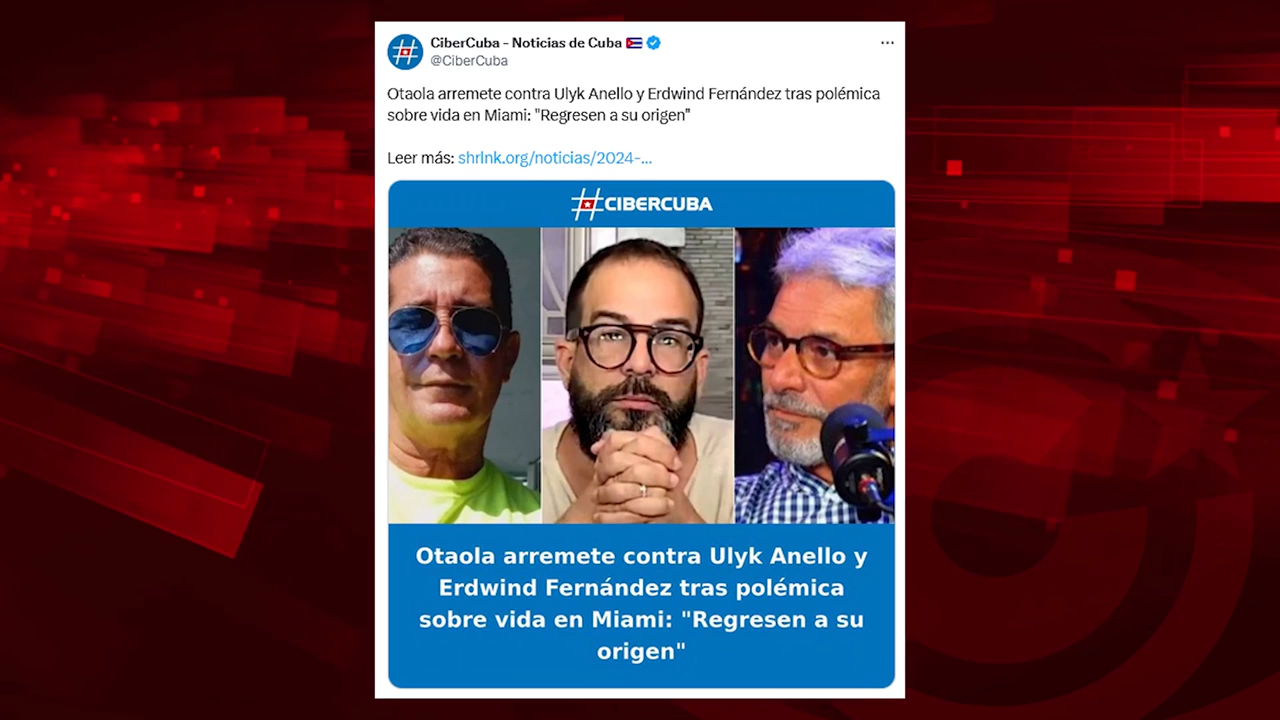 CiberCuba - Noticias de Cuba
@CiberCuba
Otaola arremete contra Ulyk Anello y Erdwind Fernández tras polémica
sobre vida en Miami: "Regresen a su origen"
Leer más: shrlnk.org/noticias/2024-...
#CIBERCUBA
Otaola arremete contra Ulyk Anello y
Erdwind Fernández tras polémica
sobre vida en Miami: "Regresen a su
origen"